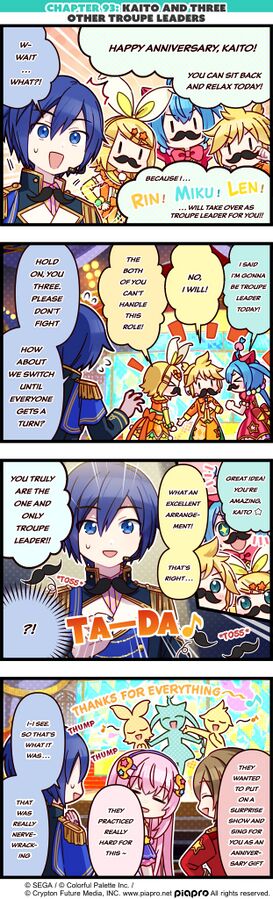 CHAPTER 93: KAITO AND THREE
OTHER TROUPE LEADERS
W-
WAIT
...
WHAT?!
HAPPY ANNIVERSARY, KAITO!
YOU CAN SIT BACK
AND RELAX TODAY!
BECAUSE I...
RIN! MIKU! LEN!
... WILL TAKE OVER AS
TROUPE LEADER FOR YOU!!
I SAID
I'M GONNA
BE TROUPE
LEADER
TODAY!
NO,
I WILL!
THE
BOTH
OF YOU
CAN'T
HANDLE
THIS
ROLE!
HOLD
ON, YOU
THREE.
PLEASE
DON'T
FIGHT
HOW
ABOUT
WE SWITCH
UNTIL
EVERYONE
GETS A
TURN?
GREAT IDEA!
YOU'RE
AMAZING,
KAITO ☆
WHAT AN
EXCELLENT
ARRANGE-
MENT!
THAT'S
RIGHT...
YOU TRULY
ARE THE
ONE AND
ONLY
TROUPE
LEADER!!
*TOSS*
*TOSS*
*TOSS*
TA—DA♪
?!
THANKS FOR EVERYTHING〜
THUMP
THUMP
THEY
WANTED
TO PUT
ON A
SURPRISE
SHOW
AND SING
FOR YOU AS
AN ANNIVER-
SARY GIFT
THEY
PRACTICED
REALLY
HARD FOR
THIS ~
I-I SEE.
SO THAT'S
WHAT IT
WAS...
THAT
WAS
REALLY
NERVE-
WRACK-
ING
© SEGA / © Colorful Palette Inc. /
© Crypton Future Media, INC. www.piapro.net piapro All rights reserved.